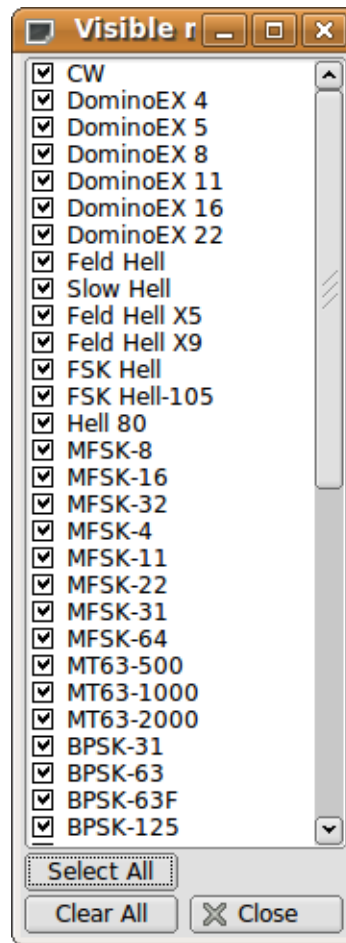 Visible r
CW
DominoEX 4
DominoEX 5
DominoEX 8
DominoEX 11
DominoEX 16
DominoEX 22
Feld Hell
Slow Hell
Feld Hell X5
Feld Hell X9
FSK Hell
FSK Hell-105
Hell 80
MFSK-8
MFSK-16
MFSK-32
MFSK-4
MFSK-11
MFSK-22
MFSK-31
MFSK-64
MT63-500
MT63-1000
MT63-2000
BPSK-31
BPSK-63
BPSK-63F
BPSK-125
Select All
Clear All Close